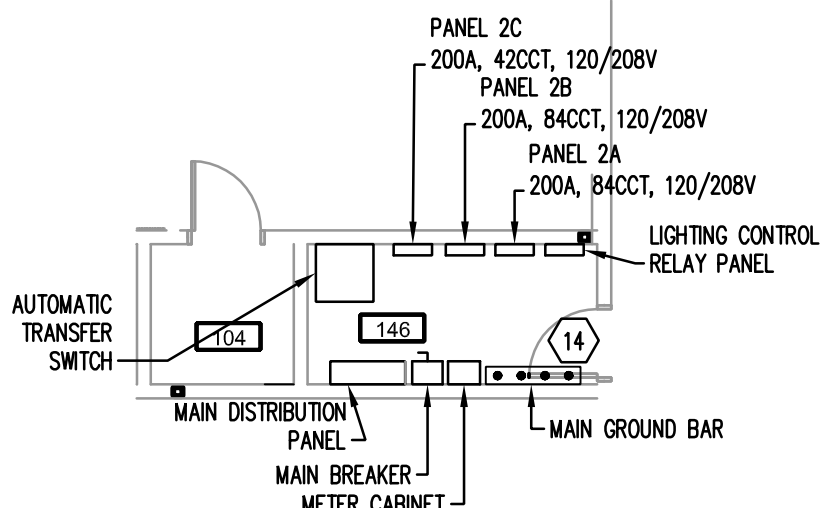 PANEL 2C
200A, 42CCT, 120/208V
PANEL 2B
200A, 84CCT, 120/208V
PANEL 2A
200A, 84CCT, 120/208V
LIGHTING CONTROL
RELAY PANEL
AUTOMATIC
TRANSFER
SWITCH
104
146
14
MAIN DISTRIBUTION
PANEL
MAIN GROUND BAR
MAIN BREAKER
METER CABINET